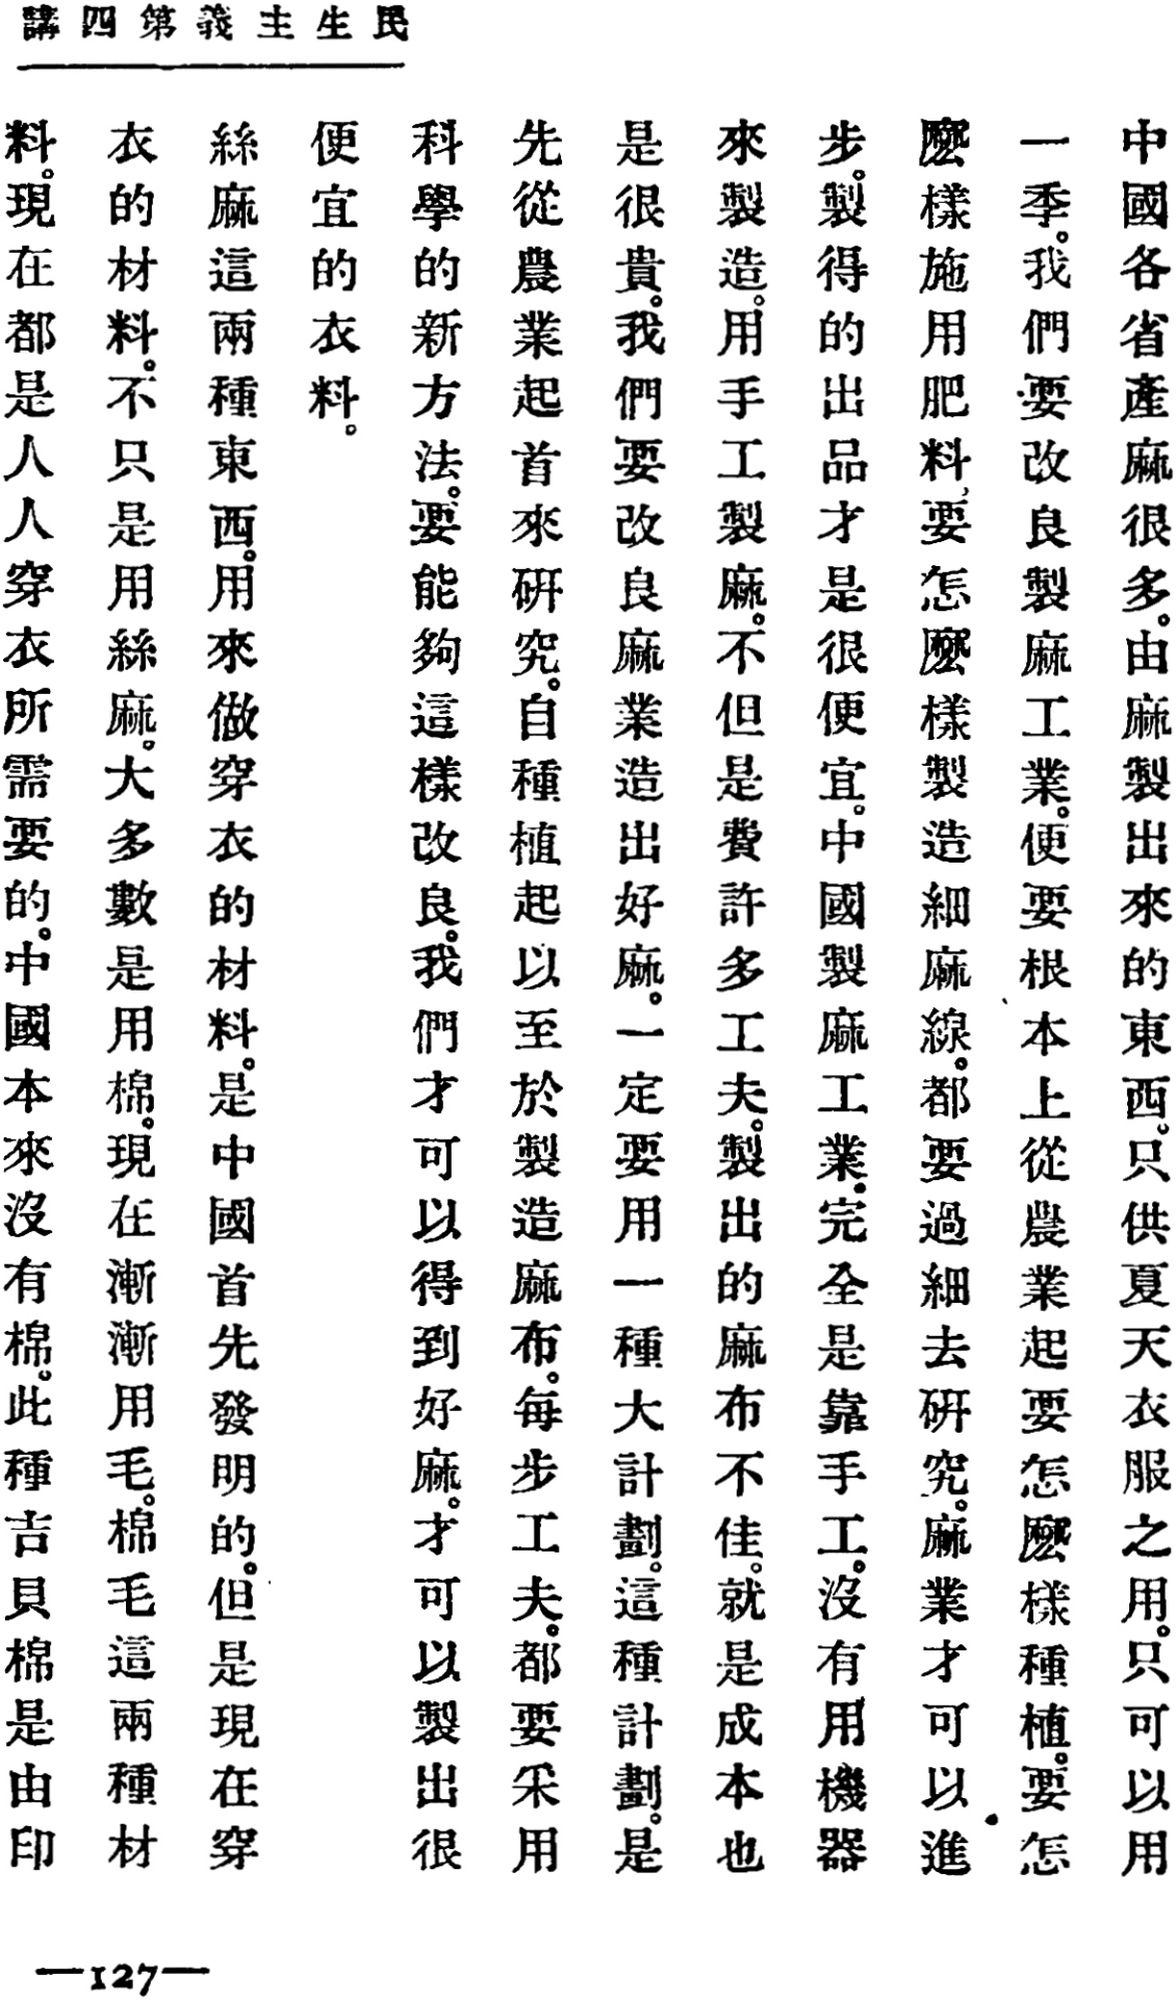 民生主義第四講
中國各省產麻很多。由麻製出來的東西。只供夏天衣服之用。只可以用
一季。我們要改良製麻工業。便要根本上從農業起要怎麼樣種植。要怎
麼樣施用肥料、要怎麼樣製造細麻線。都要過細去研究。麻業才可以進
步。製得的出品才是很便宜。中國製麻工業。完全是靠手工。沒有用機器
來製造。用手工製麻。不但是費許多工夫。製出的麻布不佳。就是成本也
是很貴。我們要改良麻業造出好麻。一定要用一種大計劃。這種計劃。是
先從農業起首來研究。自種植起以至於製造麻布。每步工夫。都要采用
科學的新方法。要能夠這樣改良。我們才可以得到好麻。才可以製出很
便宜的衣料。
絲麻這兩種東西。用來做穿衣的材料。是中國首先發明的。但是現在穿
衣的材料。不只是用絲麻。大多數是用棉。現在漸漸用毛。棉毛這兩種材
料。現在都是人人穿衣所需要的。中國本來沒有棉。此種吉貝棉是由印
—127—